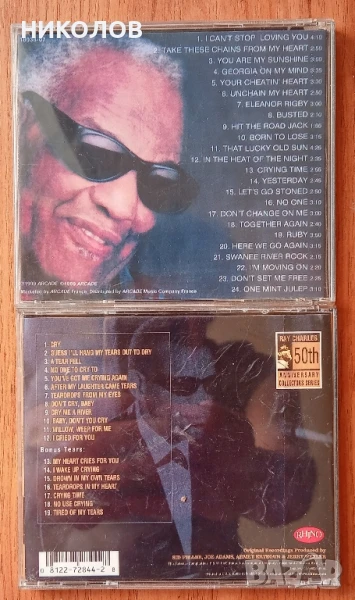 НИКОЛОВ
1. I CAN'T STOP LOVING YOU 4:10
TAKE THESE CHAINS FROM MY HEART 2:50
3. YOU ARE MY SUNSHINE
4. GEORGIA ON MY MIND
5. YOUR CHEATIN' HEART
6. UNCHAIN MY HEART
7. ELEANOR RIGBY
8. BUSTED
9. HIT THE ROAD JACK
10. BORN TO LOSE
11. THAT LUCKY OLD SUN
12. IN THE HEAT OF THE NIGHT
13. CRYING TIME
14. YESTERDAY
15. LET'S GO STONED
16. NO ONE
17. DON'T CHANGE ON ME
18. TOGETHER AGAIN
19. RUBY
20. HERE WE GO AGAIN
21. SWANEE RIVER ROCK
22. I'M MOVING ON
23. DON'T SET ME FREE
24. ONE MINT JULEP
RAY CHARLES
50th
ANNIVERSARY
COLLECTORS SERIES
1. CRY
2. GUESS I'LL HANG MY TEARS OUT TO DRY
3. A TEAR FELL
4. NO ONE TO CRY TO
5. YOU'VE GOT ME CRYING AGAIN
6. AFTER MY LAUGHTER CAME TEARS
7. TEARDROPS FROM MY EYES
8. DON'T CRY, BABY
9. CRY ME A RIVER
10. BABY, DON'T YOU CRY
11. WILLOW, WEEP FOR ME
12. I CRIED FOR YOU
Bonus Tears:
13. MY HEART CRIES FOR YOU
14. I WAKE UP CRYING
15. DROWN IN MY OWN TEARS
16. TEARDROPS IN MY HEART
17. CRYING TIME
18. NO USE CRYING
19. TIRED OF MY TEARS
RHINO
Original Recordings Produced by
0 8122-72844-2 8